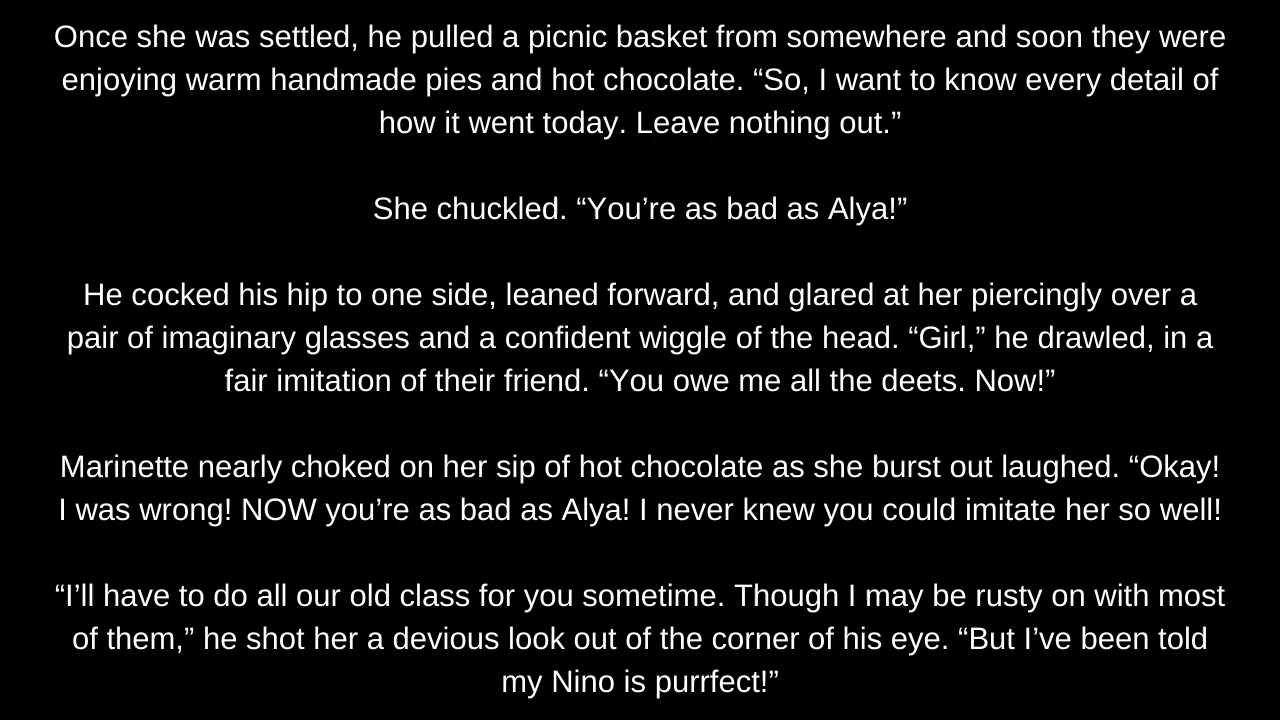 Once she was settled, he pulled a picnic basket from somewhere and soon they were
enjoying warm handmade pies and hot chocolate. “So, I want to know every detail of
how it went today. Leave nothing out.”
She chuckled. “You’re as bad as Alya!”
He cocked his hip to one side, leaned forward, and glared at her piercingly over a
pair of imaginary glasses and a confident wiggle of the head. “Girl,” he drawled, in a
fair imitation of their friend. “You owe me all the deets. Now!”
Marinette nearly choked on her sip of hot chocolate as she burst out laughed. “Okay!
I was wrong! NOW you’re as bad as Alya! I never knew you could imitate her so well!
“I’ll have to do all our old class for you sometime. Though I may be rusty on with most
of them,” he shot her a devious look out of the corner of his eye. “But I’ve been told
my Nino is purrfect!”